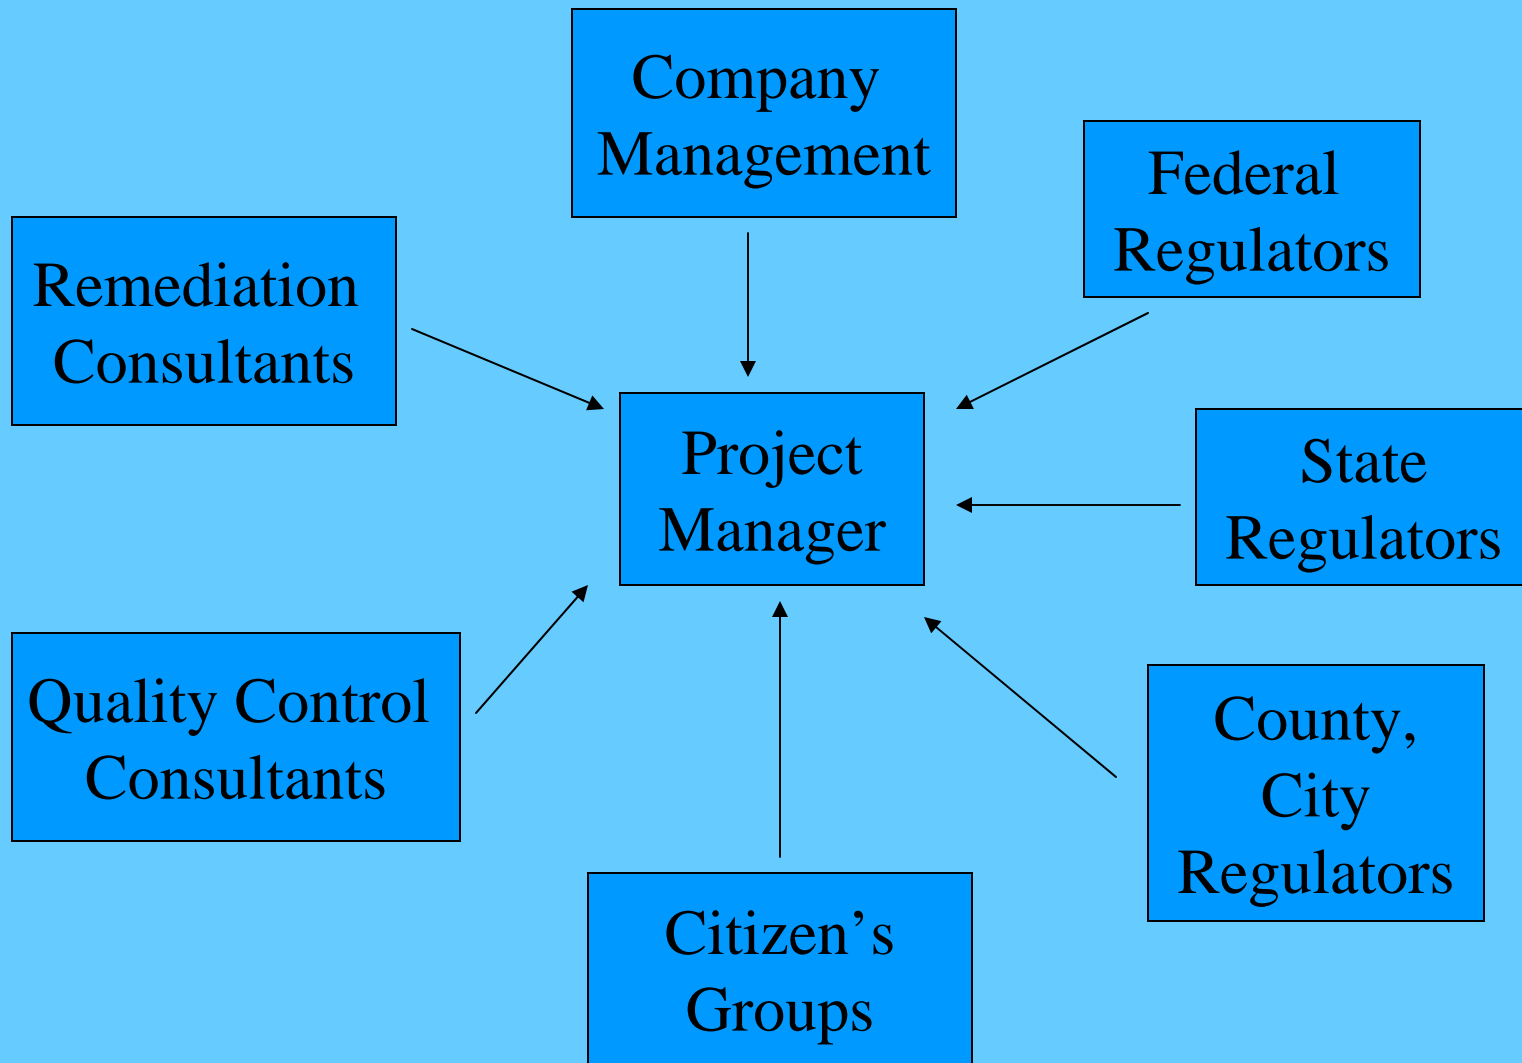 Company
Management
Federal
Regulators
Remediation
Consultants
Project
Manager
State
Regulators
Quality Control
Consultants
County,
City
Regulators
Citizen’s
Groups